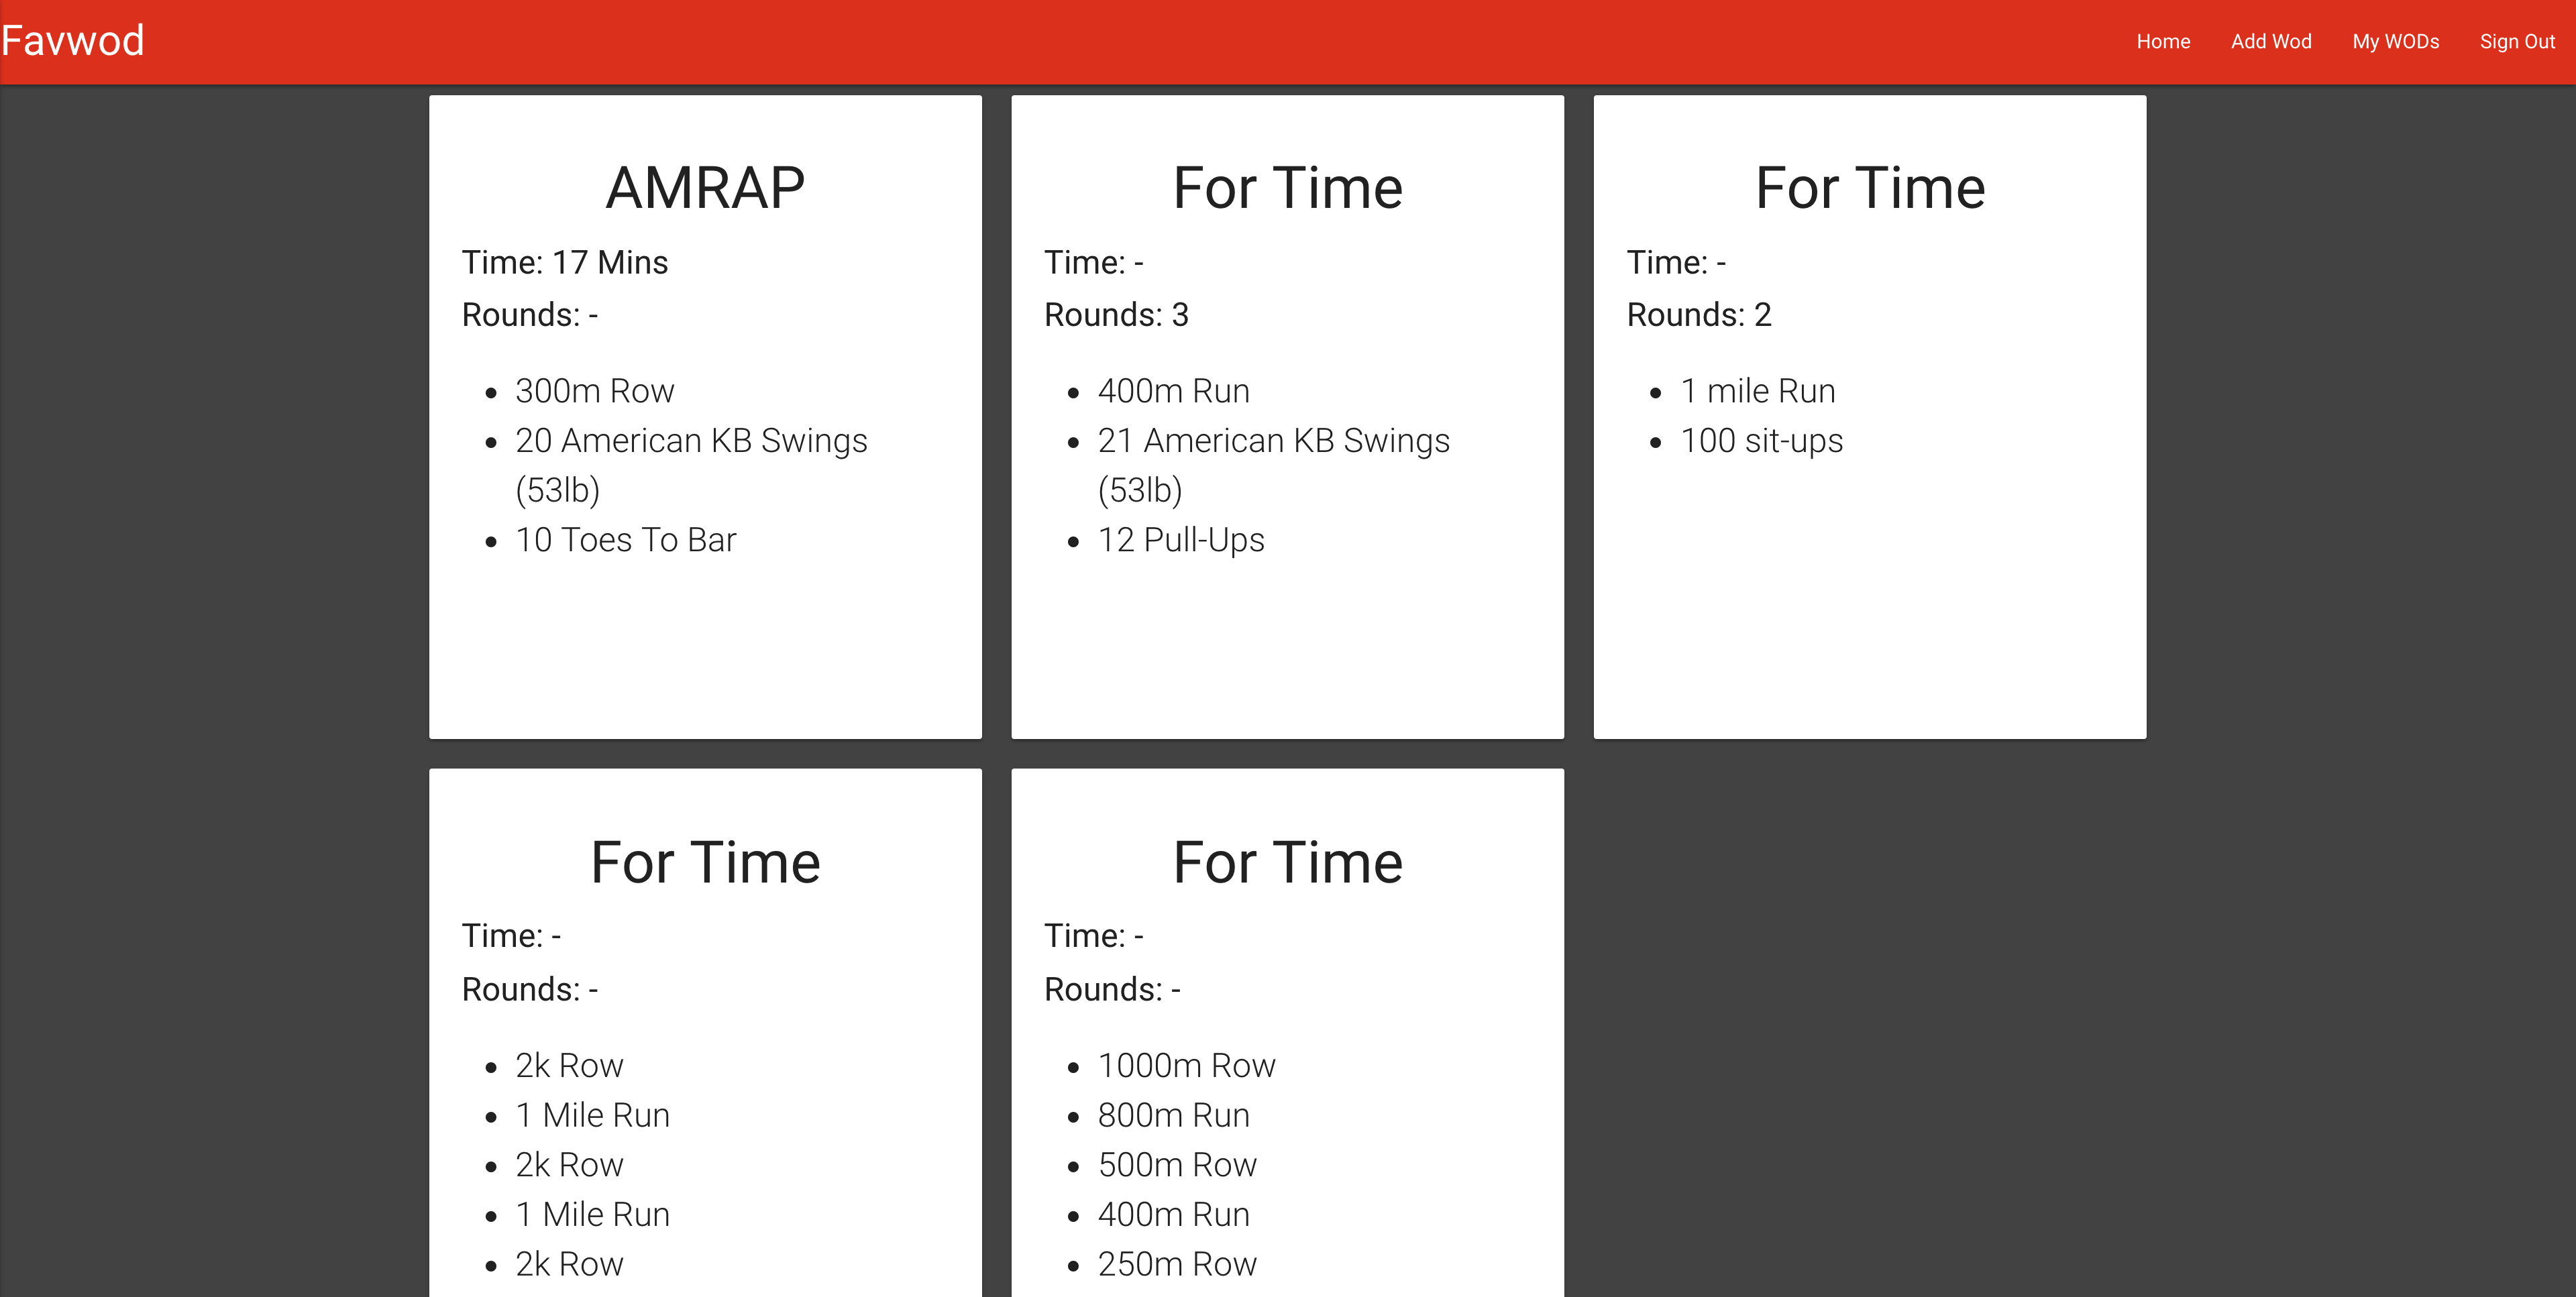 Favwod
Home Add Wod My WODs Sign Out
AMRAP
Time: 17 Mins
Rounds: -
300m Row
20 American KB Swings
(53lb)
10 Toes To Bar
For Time
Time: -
Rounds: 3
400m Run
21 American KB Swings
(53lb)
12 Pull-Ups
For Time
Time: -
Rounds: 2
1 mile Run
100 sit-ups
For Time
Time: -
Rounds: -
2k Row
1 Mile Run
2k Row
1 Mile Run
2k Row
For Time
Time: -
Rounds: -
1000m Row
800m Run
500m Row
400m Run
250m Row